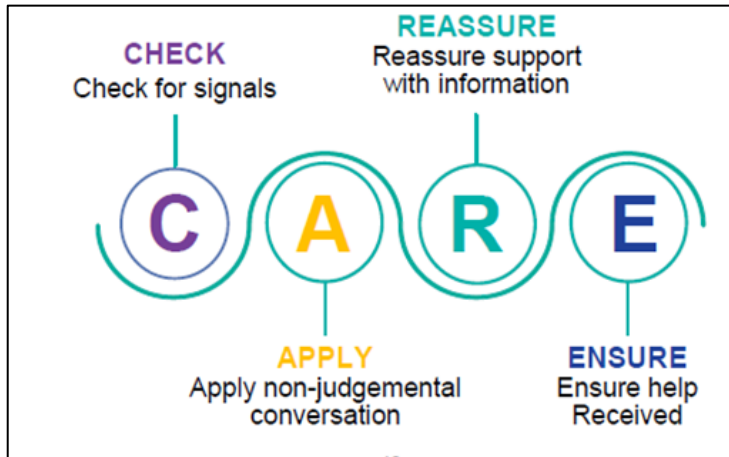 REASSURE
Reassure support
with information
CHECK
Check for signals
C
A
R
E
APPLY
Apply non-judgemental
conversation
ENSURE
Ensure help
Received